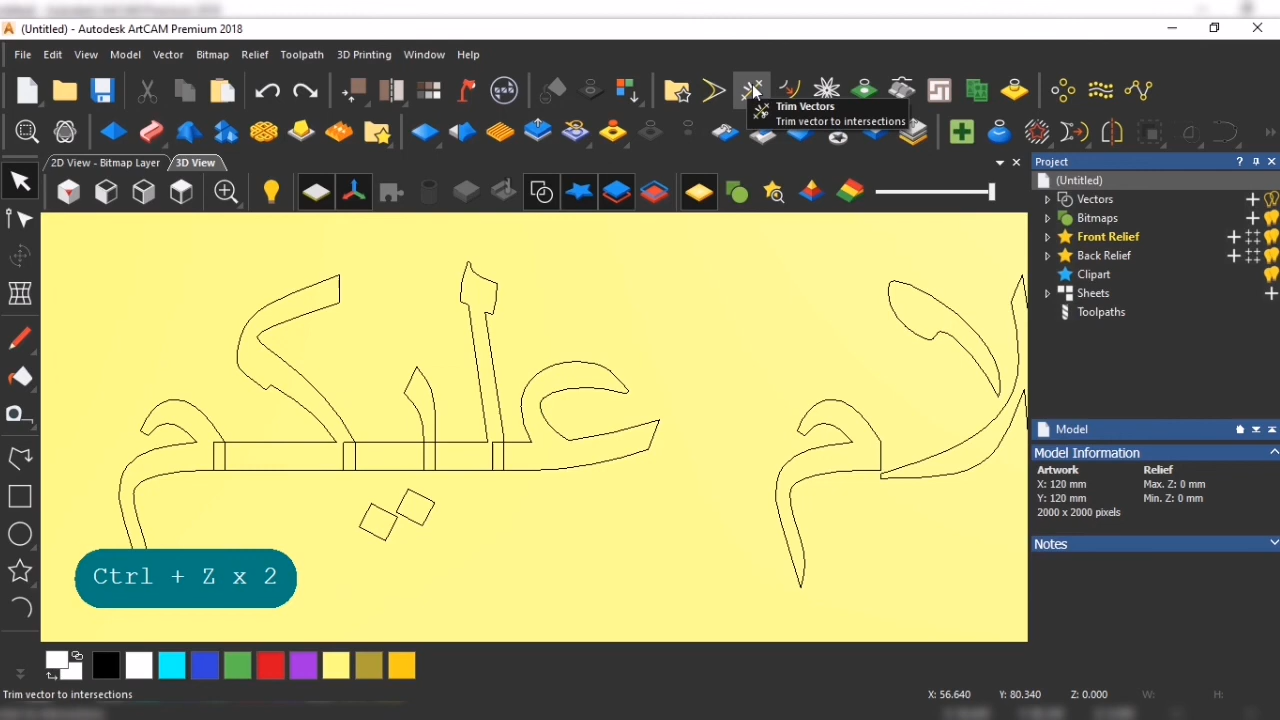 (Untitled) - Autodesk ArtCAM Premium 2018
File Edit View Model Vector Bitmap Relief Toolpath 3D Printing Window Help
Trim Vectors
Trim vector to intersections
2D View - Bitmap Layer 3D View
Project
(Untitled)
Vectors
Bitmaps
Front Relief
Back Relief
Clipart
Sheets
Toolpaths
عليكم
Model
Model Information
Artwork Relief
X: 120 mm Max. Z: 0 mm
Y: 120 mm Min. Z: 0 mm
2000 x 2000 pixels
Notes
Ctrl + Z x 2
Trim vector to intersections
X: 56.640 Y: 80.340 Z: 0.000 W: H: